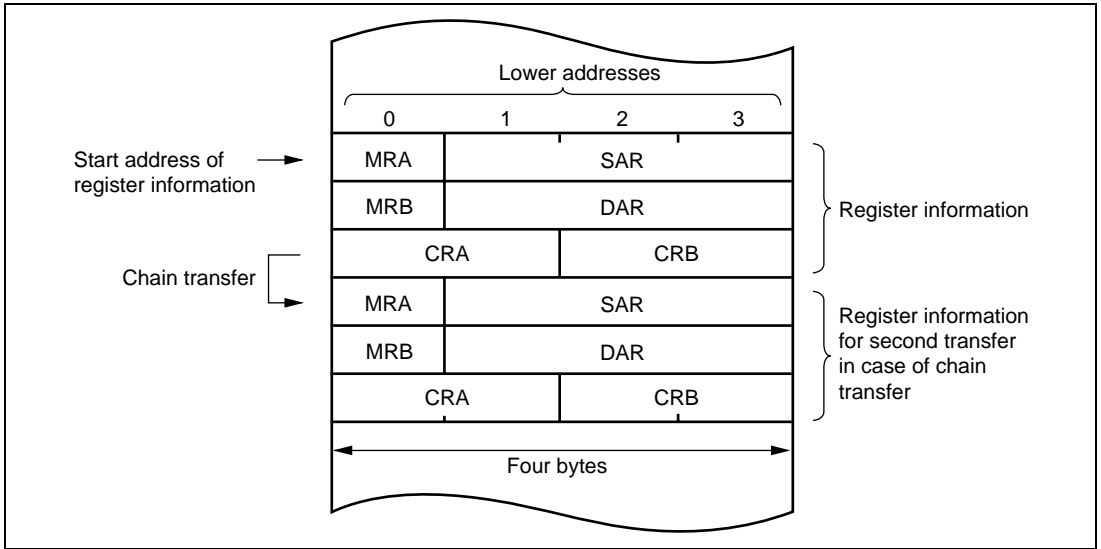 Lower addresses
0 1 2 3
Start address of
register information
MRA SAR
MRB DAR
CRA CRB
Register information
Chain transfer
MRA SAR
MRB DAR
CRA CRB
Register information
for second transfer
in case of chain
transfer
Four bytes